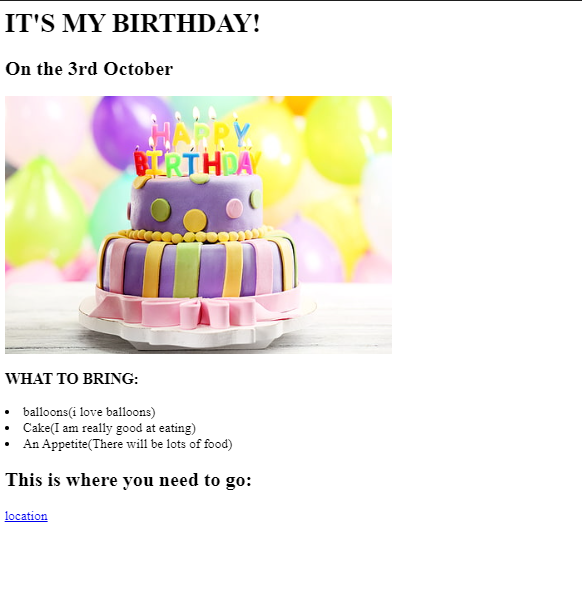 IT'S MY BIRTHDAY!
On the 3rd October
HAPPY
BIRTHDAY
WHAT TO BRING:
balloons(i love balloons)
Cake(I am really good at eating)
An Appetite(There will be lots of food)
This is where you need to go:
location